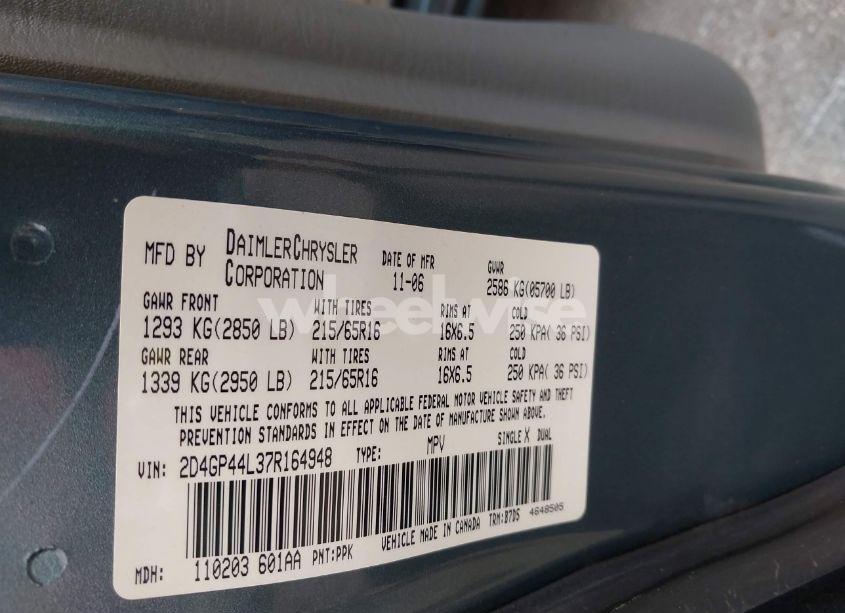 MFD BY DAIMLERCHRYSLER CORPORATION DATE OF MFR 11-06 GVWR 2586 KG(05700 LB)
GAWR FRONT WITH TIRES RIMS AT COLD
1293 KG(2850 LB) 215/65R16 16X6.5 250 KPA( 36 PSI)
GAWR REAR WITH TIRES RIMS AT COLD
1339 KG(2950 LB) 215/65R16 16X6.5 250 KPA( 36 PSI)
THIS VEHICLE CONFORMS TO ALL APPLICABLE FEDERAL MOTOR VEHICLE SAFETY AND THEFT
PREVENTION STANDARDS IN EFFECT ON THE DATE OF MANUFACTURE SHOWN ABOVE.
VIN: 2D4GP44L37R164948 TYPE: MPV SINGLE X DUAL
MDH: 110203 601AA PNT:PPK VEHICLE MADE IN CANADA TRM:B7D5 4648505
wheelwise